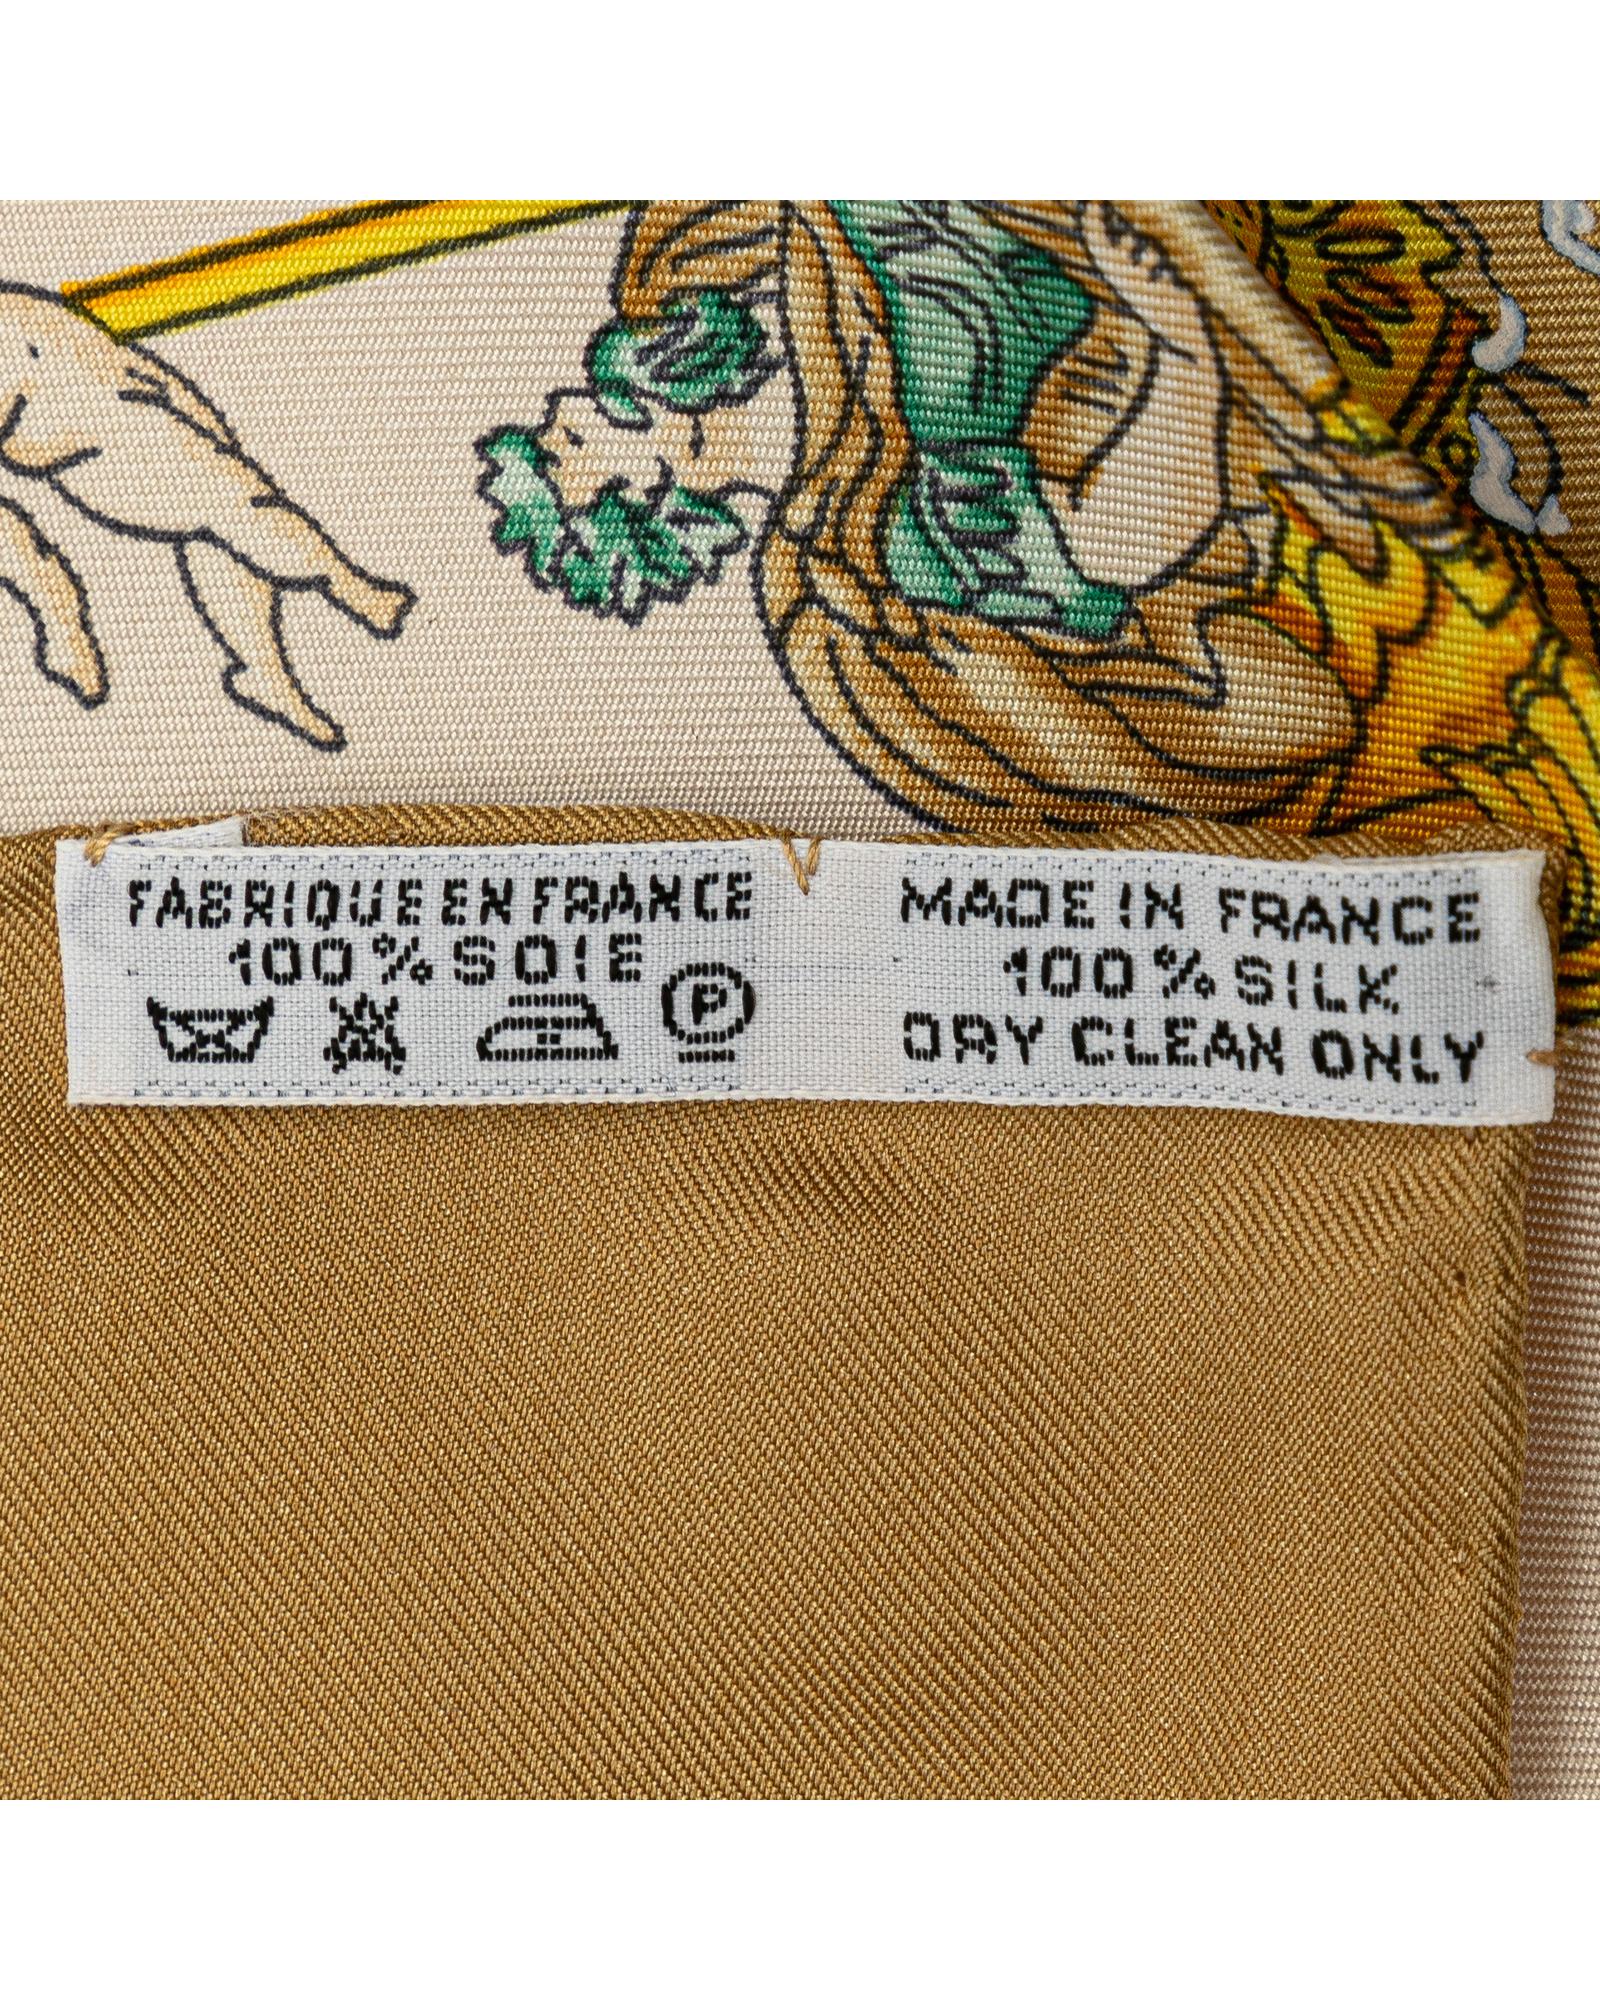 FABRIQUE EN FRANCE
100% SOIE
P
MADE IN FRANCE
100% SILK
DRY CLEAN ONLY